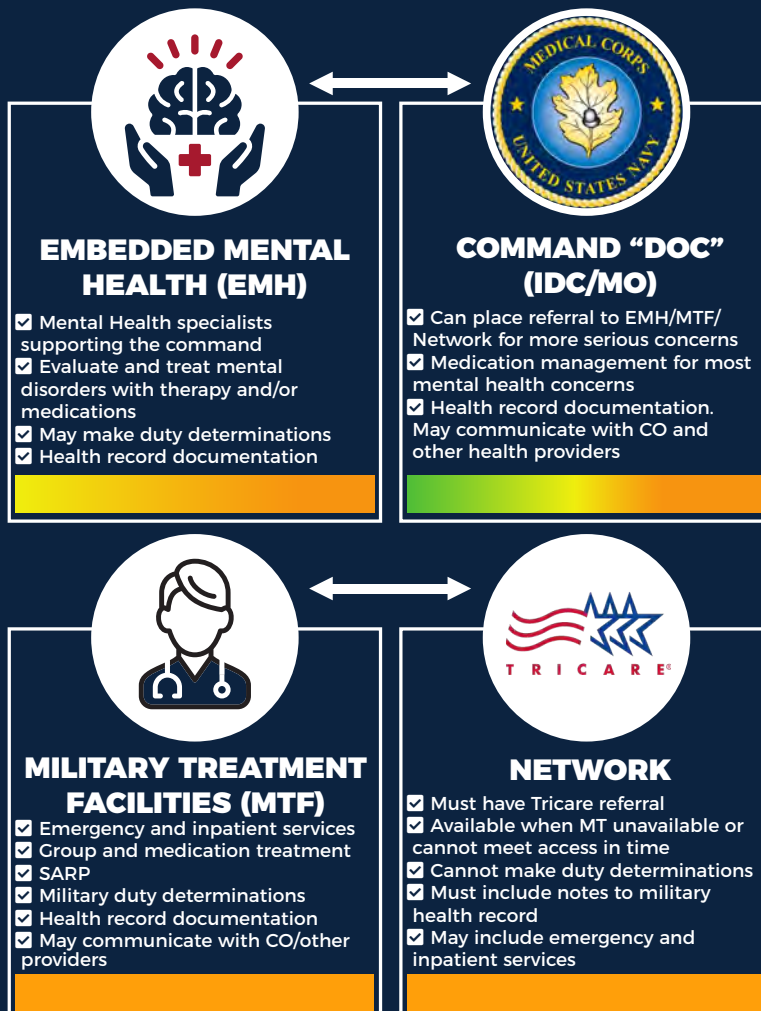 MEDICAL CORPS
UNITED STATES NAVY
EMBEDDED MENTAL
HEALTH (EMH)
Mental Health specialists
supporting the command
Evaluate and treat mental
disorders with therapy and/or
medications
May make duty determinations
Health record documentation
COMMAND “DOC”
(IDC/MO)
Can place referral to EMH/MTF/
Network for more serious concerns
Medication management for most
mental health concerns
Health record documentation.
May communicate with CO and
other health providers
MILITARY TREATMENT
FACILITIES (MTF)
Emergency and inpatient services
Group and medication treatment
SARP
Military duty determinations
Health record documentation
May communicate with CO/other
providers
TRICARE®
NETWORK
Must have Tricare referral
Available when MT unavailable or
cannot meet access in time
Cannot make duty determinations
Must include notes to military
health record
May include emergency and
inpatient services